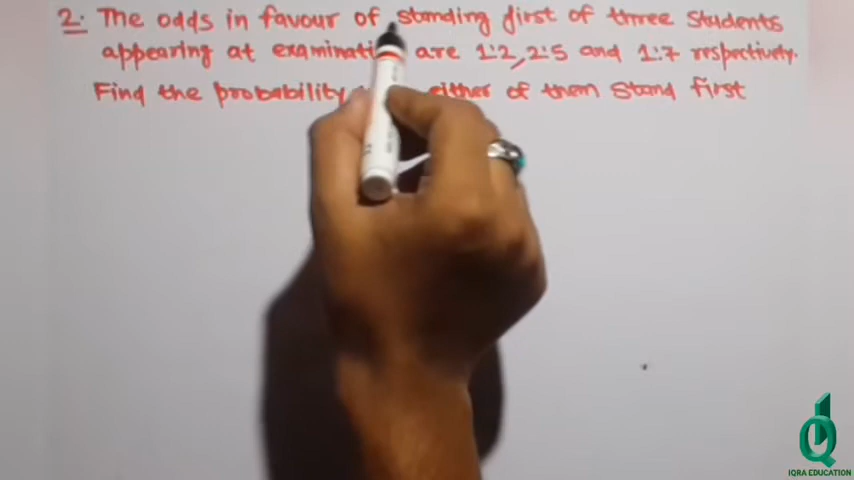 2. The odds in favour of standing first of three Students
appearing at examinati are 1:2, 2:5 and 1:7 respectively.
Find the probability either of them Stand first
IQRA EDUCATION